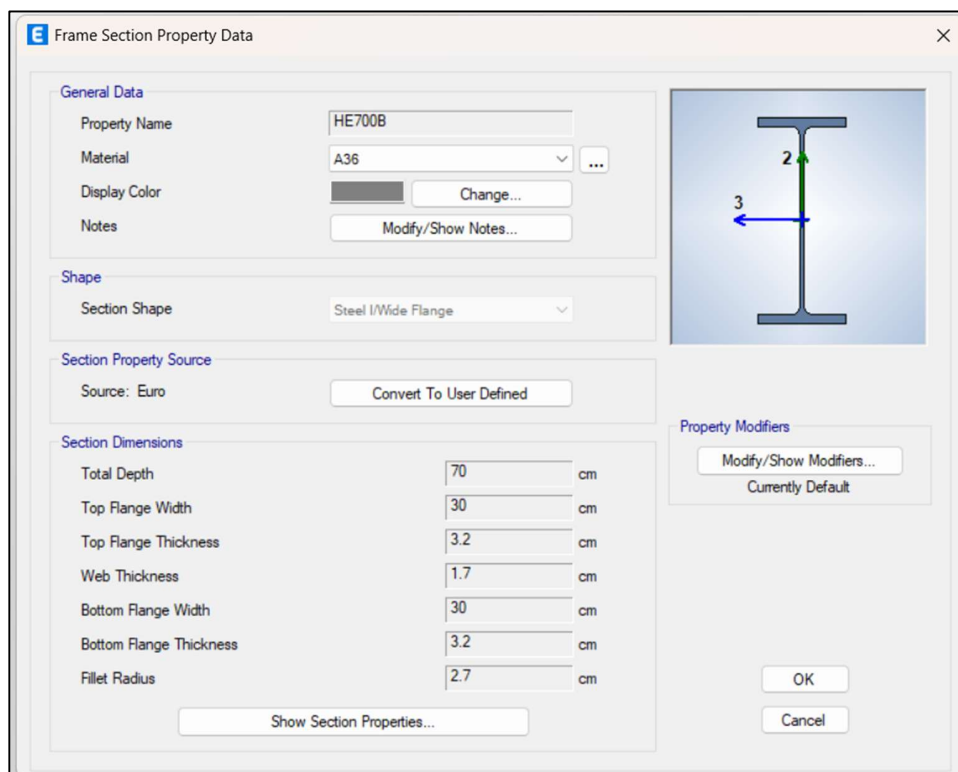 E Frame Section Property Data
General Data
Property Name HE700B
Material A36 ...
Display Color Change...
Notes Modify/Show Notes...
Shape
Section Shape Steel I/Wide Flange
Section Property Source
Source: Euro Convert To User Defined
Section Dimensions
Total Depth 70 cm
Top Flange Width 30 cm
Top Flange Thickness 3.2 cm
Web Thickness 1.7 cm
Bottom Flange Width 30 cm
Bottom Flange Thickness 3.2 cm
Fillet Radius 2.7 cm
Show Section Properties...
2
3
Property Modifiers
Modify/Show Modifiers...
Currently Default
OK
Cancel